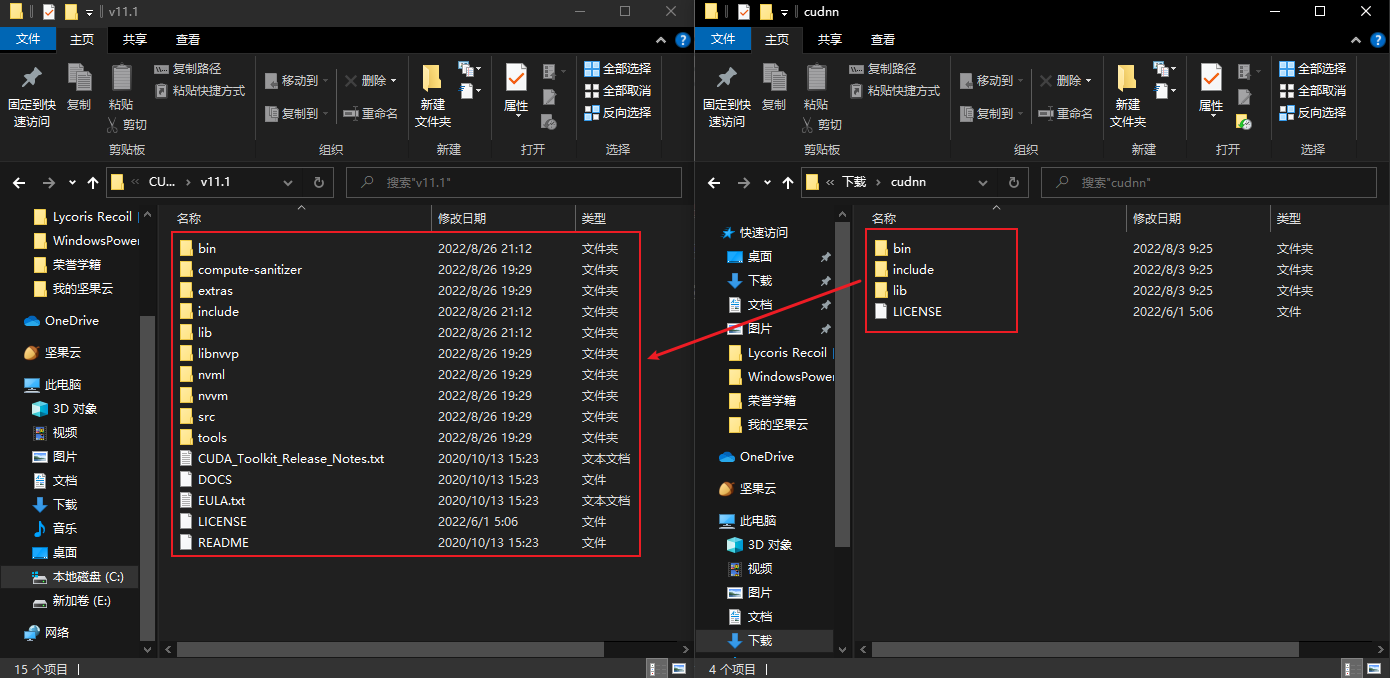 v11.1
文件 主页 共享 查看
固定到快速访问
复制
粘贴
复制路径
粘贴快捷方式
剪切
剪贴板
移动到
复制到
删除
重命名
组织
新建
文件夹
新建
属性
打开
全部选择
全部取消
反向选择
选择
CU... v11.1
搜索"v11.1"
Lycoris Recoil
WindowsPower
荣誉学籍
我的坚果云
OneDrive
坚果云
此电脑
3D 对象
视频
图片
文档
下载
音乐
桌面
本地磁盘 (C:)
新加卷 (E:)
网络
名称 修改日期 类型
bin 2022/8/26 21:12 文件夹
compute-sanitizer 2022/8/26 19:29 文件夹
extras 2022/8/26 19:29 文件夹
include 2022/8/26 21:12 文件夹
lib 2022/8/26 21:12 文件夹
libnvvp 2022/8/26 19:29 文件夹
nvml 2022/8/26 19:29 文件夹
nvvm 2022/8/26 19:29 文件夹
src 2022/8/26 19:29 文件夹
tools 2022/8/26 19:29 文件夹
CUDA_Toolkit_Release_Notes.txt 2020/10/13 15:23 文本文档
DOCS 2020/10/13 15:23 文件
EULA.txt 2020/10/13 15:23 文本文档
LICENSE 2022/6/1 5:06 文件
README 2020/10/13 15:23 文件
15 个项目
cudnn
文件 主页 共享 查看
固定到快速访问
复制
粘贴
复制路径
粘贴快捷方式
剪切
剪贴板
移动到
复制到
删除
重命名
组织
新建
文件夹
新建
属性
打开
全部选择
全部取消
反向选择
选择
下载 cudnn
搜索"cudnn"
快速访问
桌面
下载
文档
图片
Lycoris Recoil
WindowsPower
荣誉学籍
我的坚果云
OneDrive
坚果云
此电脑
3D 对象
视频
图片
文档
下载
名称 修改日期 类型
bin 2022/8/3 9:25 文件夹
include 2022/8/3 9:25 文件夹
lib 2022/8/3 9:25 文件夹
LICENSE 2022/6/1 5:06 文件
4 个项目